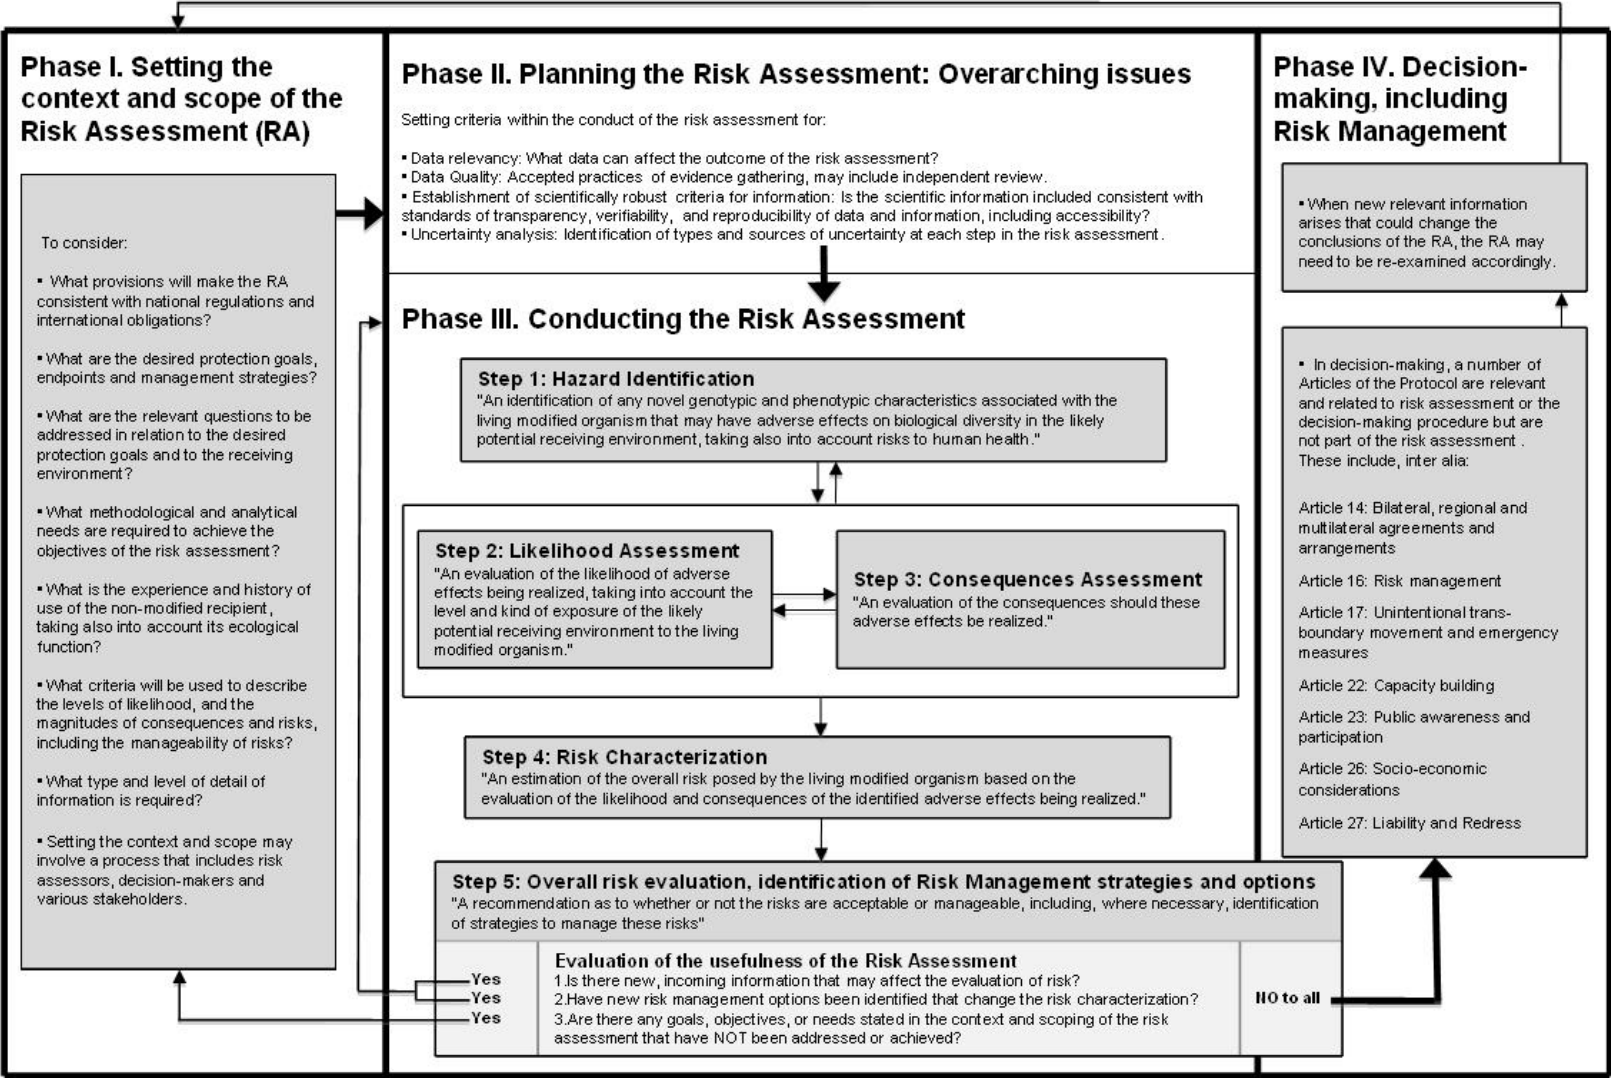 Phase I. Setting the
context and scope of the
Risk Assessment (RA)
To consider:
▪ What provisions will make the RA
consistent with national regulations and
international obligations?
▪ What are the desired protection goals,
endpoints and management strategies?
▪ What are the relevant questions to be
addressed in relation to the desired
protection goals and to the receiving
environment?
▪ What methodological and analytical
needs are required to achieve the
objectives of the risk assessment?
▪ What is the experience and history of
use of the non-modified recipient,
taking also into account its ecological
function?
▪ What criteria will be used to describe
the levels of likelihood, and the
magnitudes of consequences and risks,
including the manageability of risks?
▪ What type and level of detail of
information is required?
▪ Setting the context and scope may
involve a process that includes risk
assessors, decision-makers and
various stakeholders.
Phase II. Planning the Risk Assessment: Overarching issues
Setting criteria within the conduct of the risk assessment for:
▪ Data relevancy: What data can affect the outcome of the risk assessment?
▪ Data Quality: Accepted practices of evidence gathering, may include independent review.
▪ Establishment of scientifically robust criteria for information: Is the scientific information included consistent with
standards of transparency, verifiability, and reproducibility of data and information, including accessibility?
▪ Uncertainty analysis: Identification of types and sources of uncertainty at each step in the risk assessment.
Phase III. Conducting the Risk Assessment
Step 1: Hazard Identification
"An identification of any novel genotypic and phenotypic characteristics associated with the
living modified organism that may have adverse effects on biological diversity in the likely
potential receiving environment, taking also into account risks to human health."
Step 2: Likelihood Assessment
"An evaluation of the likelihood of adverse
effects being realized, taking into account the
level and kind of exposure of the likely
potential receiving environment to the living
modified organism."
Step 3: Consequences Assessment
"An evaluation of the consequences should these
adverse effects be realized."
Step 4: Risk Characterization
"An estimation of the overall risk posed by the living modified organism based on the
evaluation of the likelihood and consequences of the identified adverse effects being realized."
Step 5: Overall risk evaluation, identification of Risk Management strategies and options
"A recommendation as to whether or not the risks are acceptable or manageable, including, where necessary, identification
of strategies to manage these risks"
Evaluation of the usefulness of the Risk Assessment
Yes
1.Is there new, incoming information that may affect the evaluation of risk?
Yes
2.Have new risk management options been identified that change the risk characterization?
Yes
3.Are there any goals, objectives, or needs stated in the context and scoping of the risk
assessment that have NOT been addressed or achieved?
NO to all
Phase IV. Decision-
making, including
Risk Management
▪ When new relevant information
arises that could change the
conclusions of the RA, the RA may
need to be re-examined accordingly.
▪ In decision-making, a number of
Articles of the Protocol are relevant
and related to risk assessment or the
decision-making procedure but are
not part of the risk assessment .
These include, inter alia:
Article 14: Bilateral, regional and
multilateral agreements and
arrangements
Article 16: Risk management
Article 17: Unintentional trans-
boundary movement and emergency
measures
Article 22: Capacity building
Article 23: Public awareness and
participation
Article 26: Socio-economic
considerations
Article 27: Liability and Redress